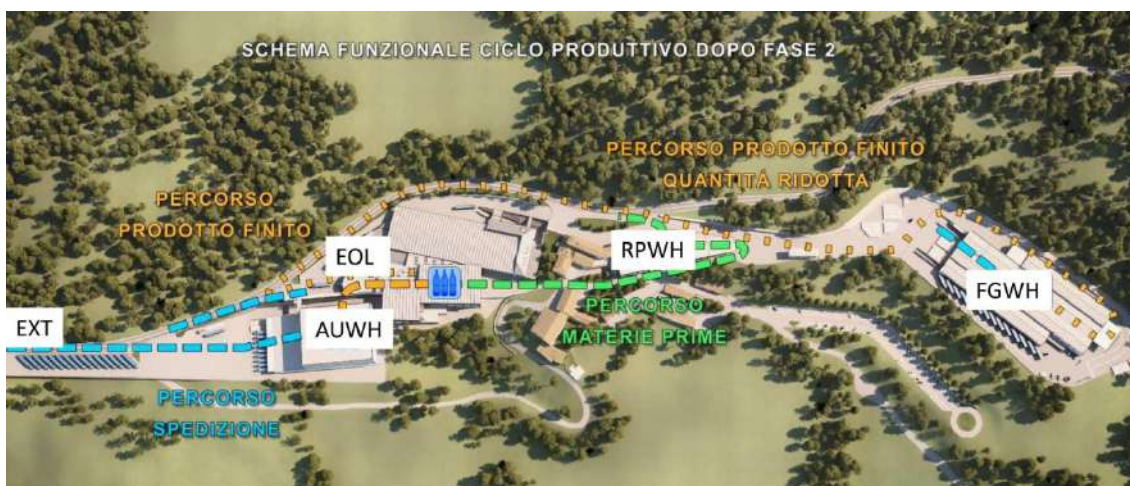 SCHEMA FUNZIONALE CICLO PRODUTTIVO DOPO FASE 2
PERCORSO PRODOTTO FINITO
QUANTITÀ RIDOTTA
PERCORSO
PRODOTTO FINITO
EOL
RPWH
FGWH
EXT
AUWH
PERCORSO
MATERIE PRIME
PERCORSO
SPEDIZIONE